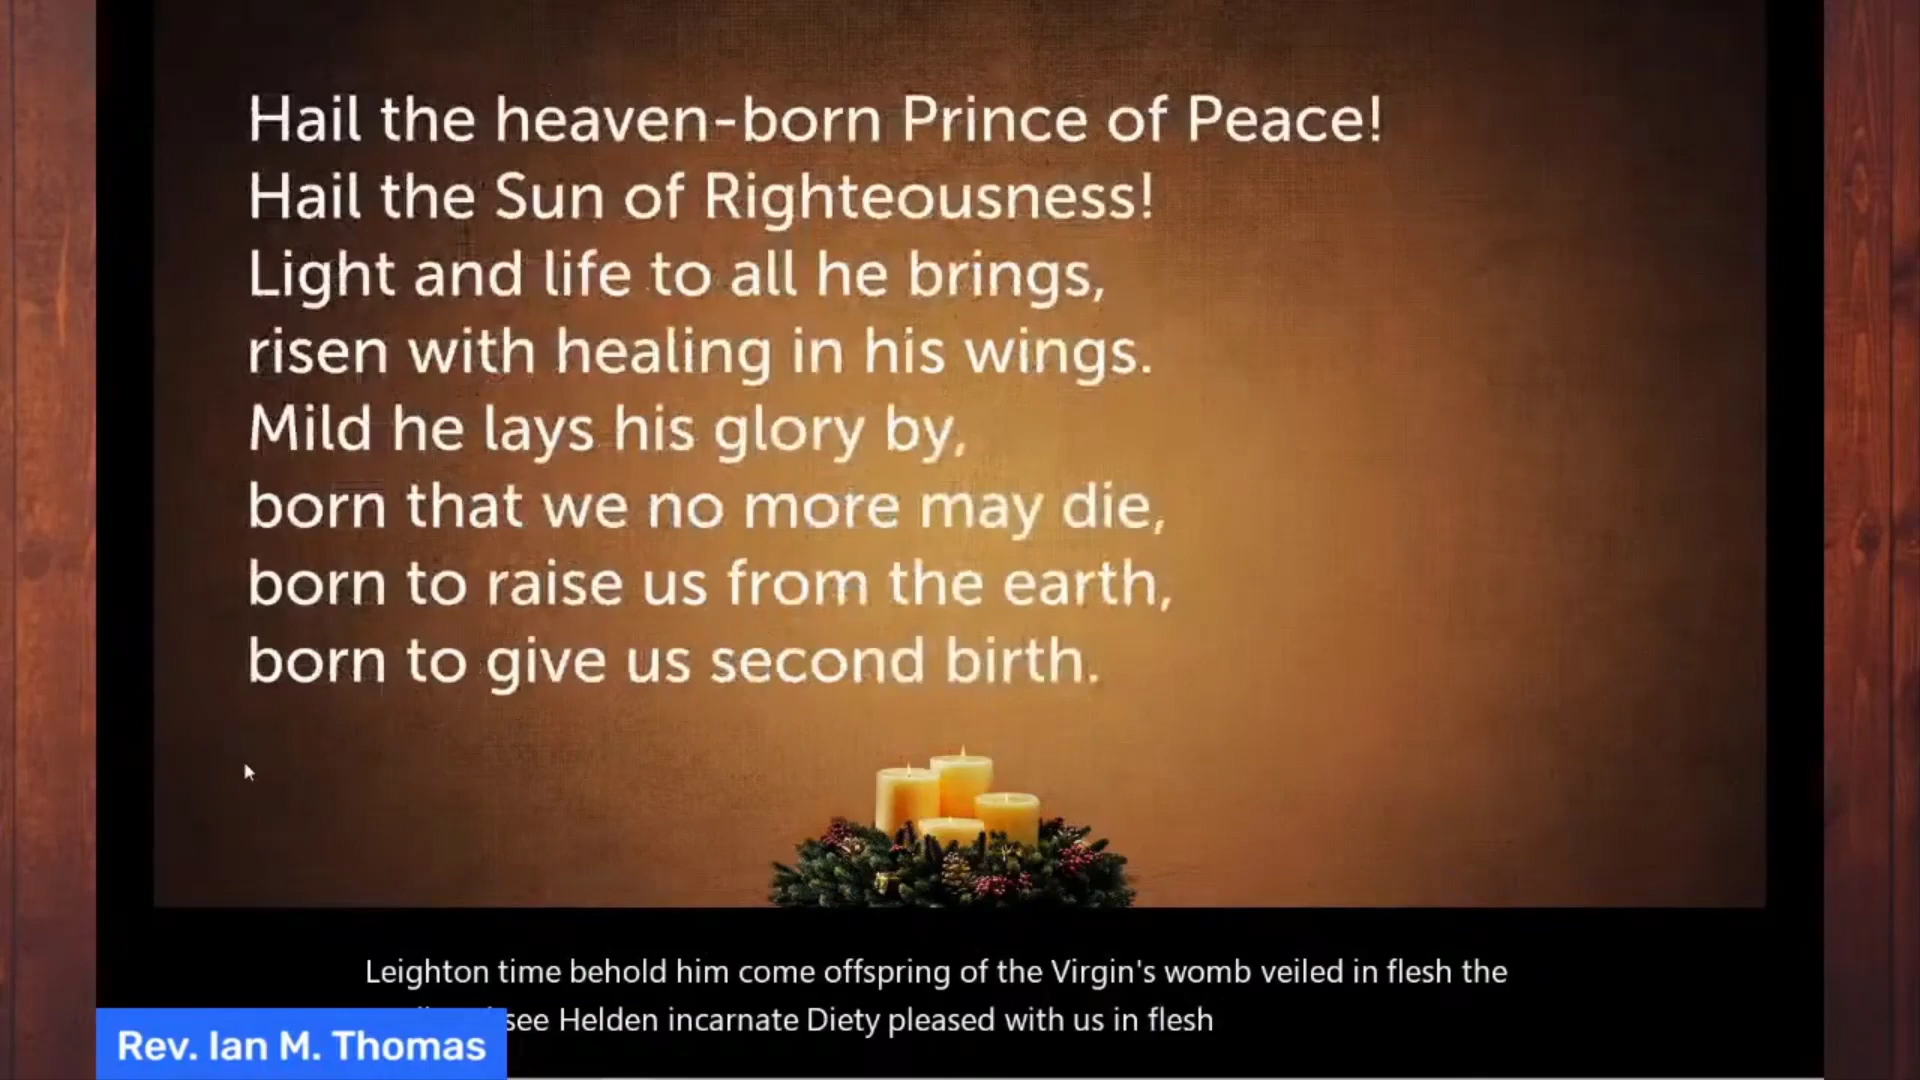 Hail the heaven-born Prince of Peace!
Hail the Sun of Righteousness!
Light and life to all he brings,
risen with healing in his wings.
Mild he lays his glory by,
born that we no more may die,
born to raise us from the earth,
born to give us second birth.
Leighton time behold him come offspring of the Virgin's womb veiled in flesh the
see Helden incarnate Diety pleased with us in flesh
Rev. Ian M. Thomas